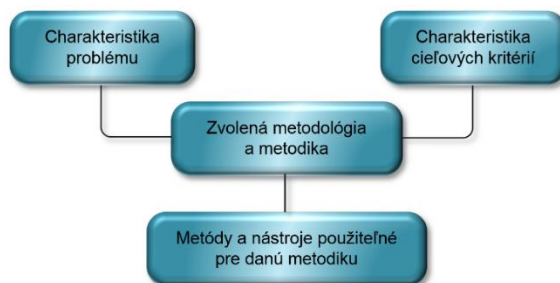 Charakteristika
problému
Charakteristika
cieľových kritérií
Zvolená metodológia
a metodika
Metódy a nástroje použiteľné
pre danú metodiku